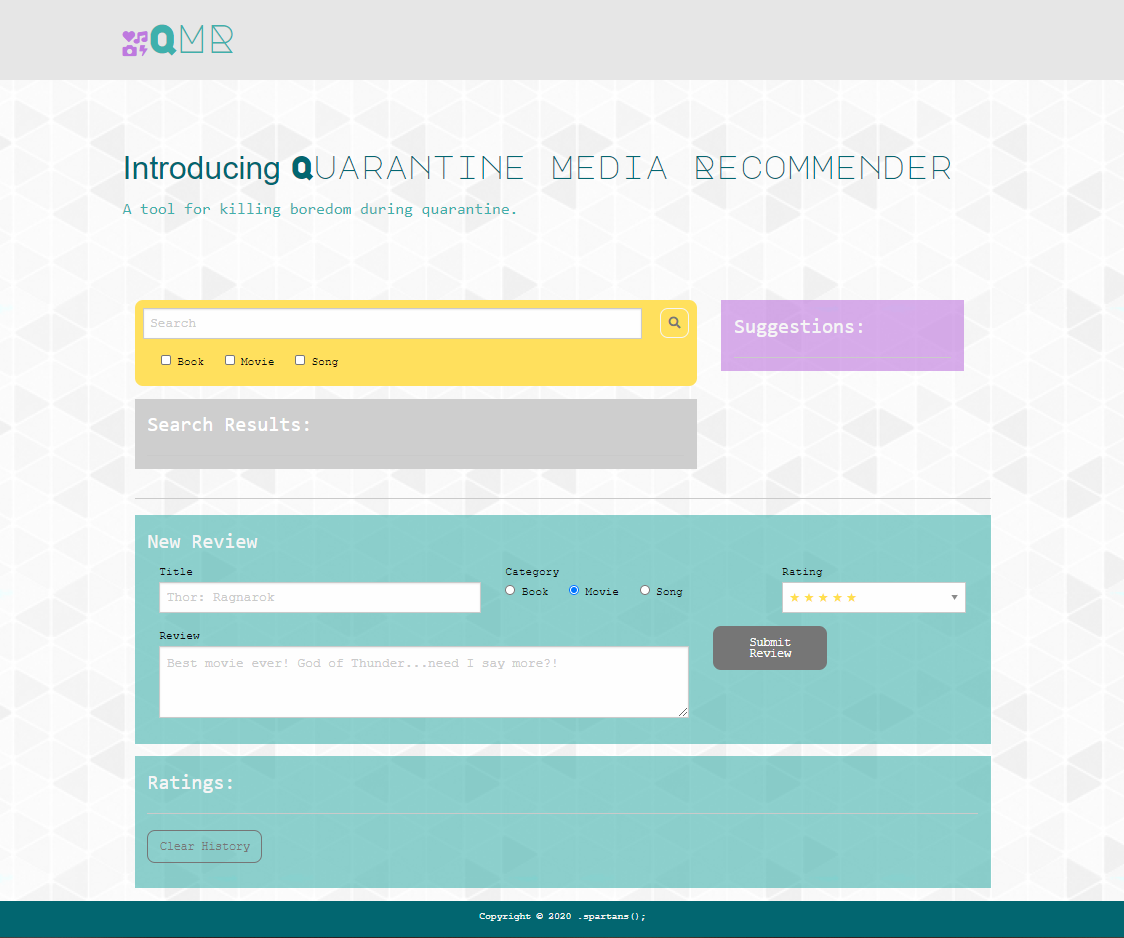 QMR
Introducing Quarantine Media Recommender
A tool for killing boredom during quarantine.
Search
Book Movie Song
Suggestions:
Search Results:
New Review
Title Category Rating
Thor: Ragnarok Book Movie Song ★ ★ ★ ★ ★
Review
Best movie ever! God of Thunder...need I say more?!
Submit
Review
Ratings:
Clear History
Copyright © 2020 .spartans();